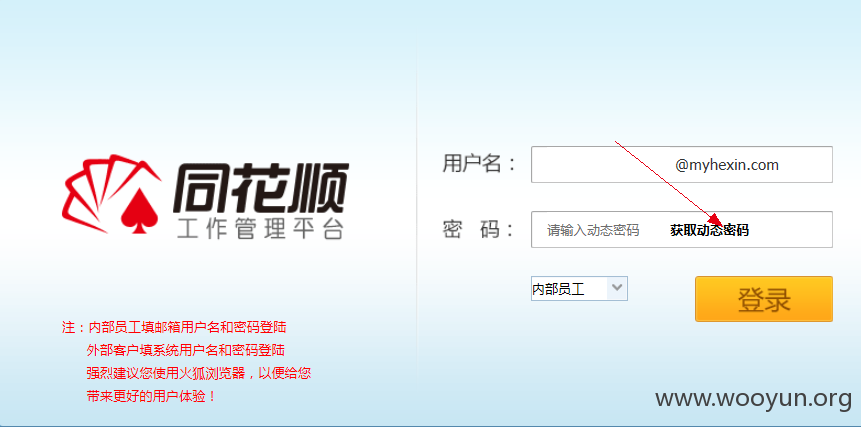 同花顺
工作管理平台
用户名： @myhexin.com
密 码： 请输入动态密码 获取动态密码
内部员工
登录
注：内部员工填邮箱用户名和密码登陆
外部客户填系统用户名和密码登陆
强烈建议您使用火狐浏览器，以便给您
带来更好的用户体验！
www.wooyun.org